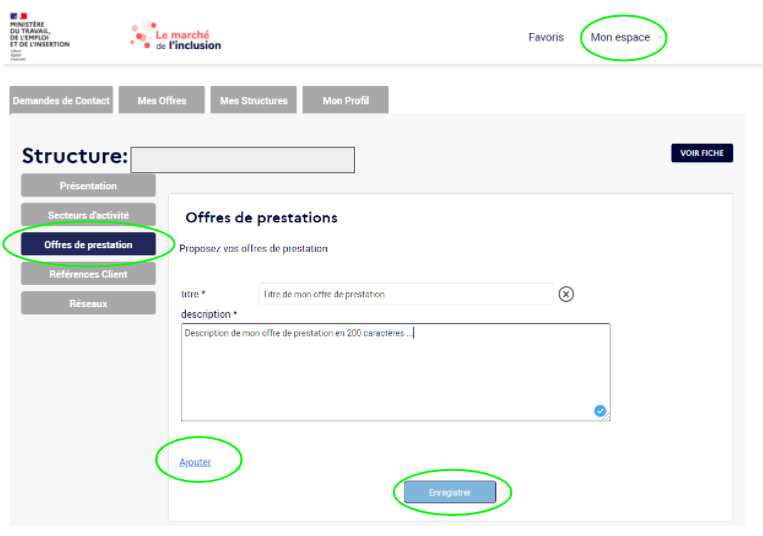 MINISTÈRE
DU TRAVAIL,
DE L'EMPLOI
ET DE L'INSERTION
Le marché
de l'inclusion
Favoris
Mon espace
Demandes de Contact
Mes Offres
Mes Structures
Mon Profil
Structure:
VOIR FICHE
Présentation
Secteurs d'activité
Offres de prestation
Références Client
Réseaux
Offres de prestations
Proposez vos offres de prestation
titre *
Titre de mon offre de prestation
description *
Description de mon offre de prestation en 200 caractères ...
Ajouter
Enregistrer